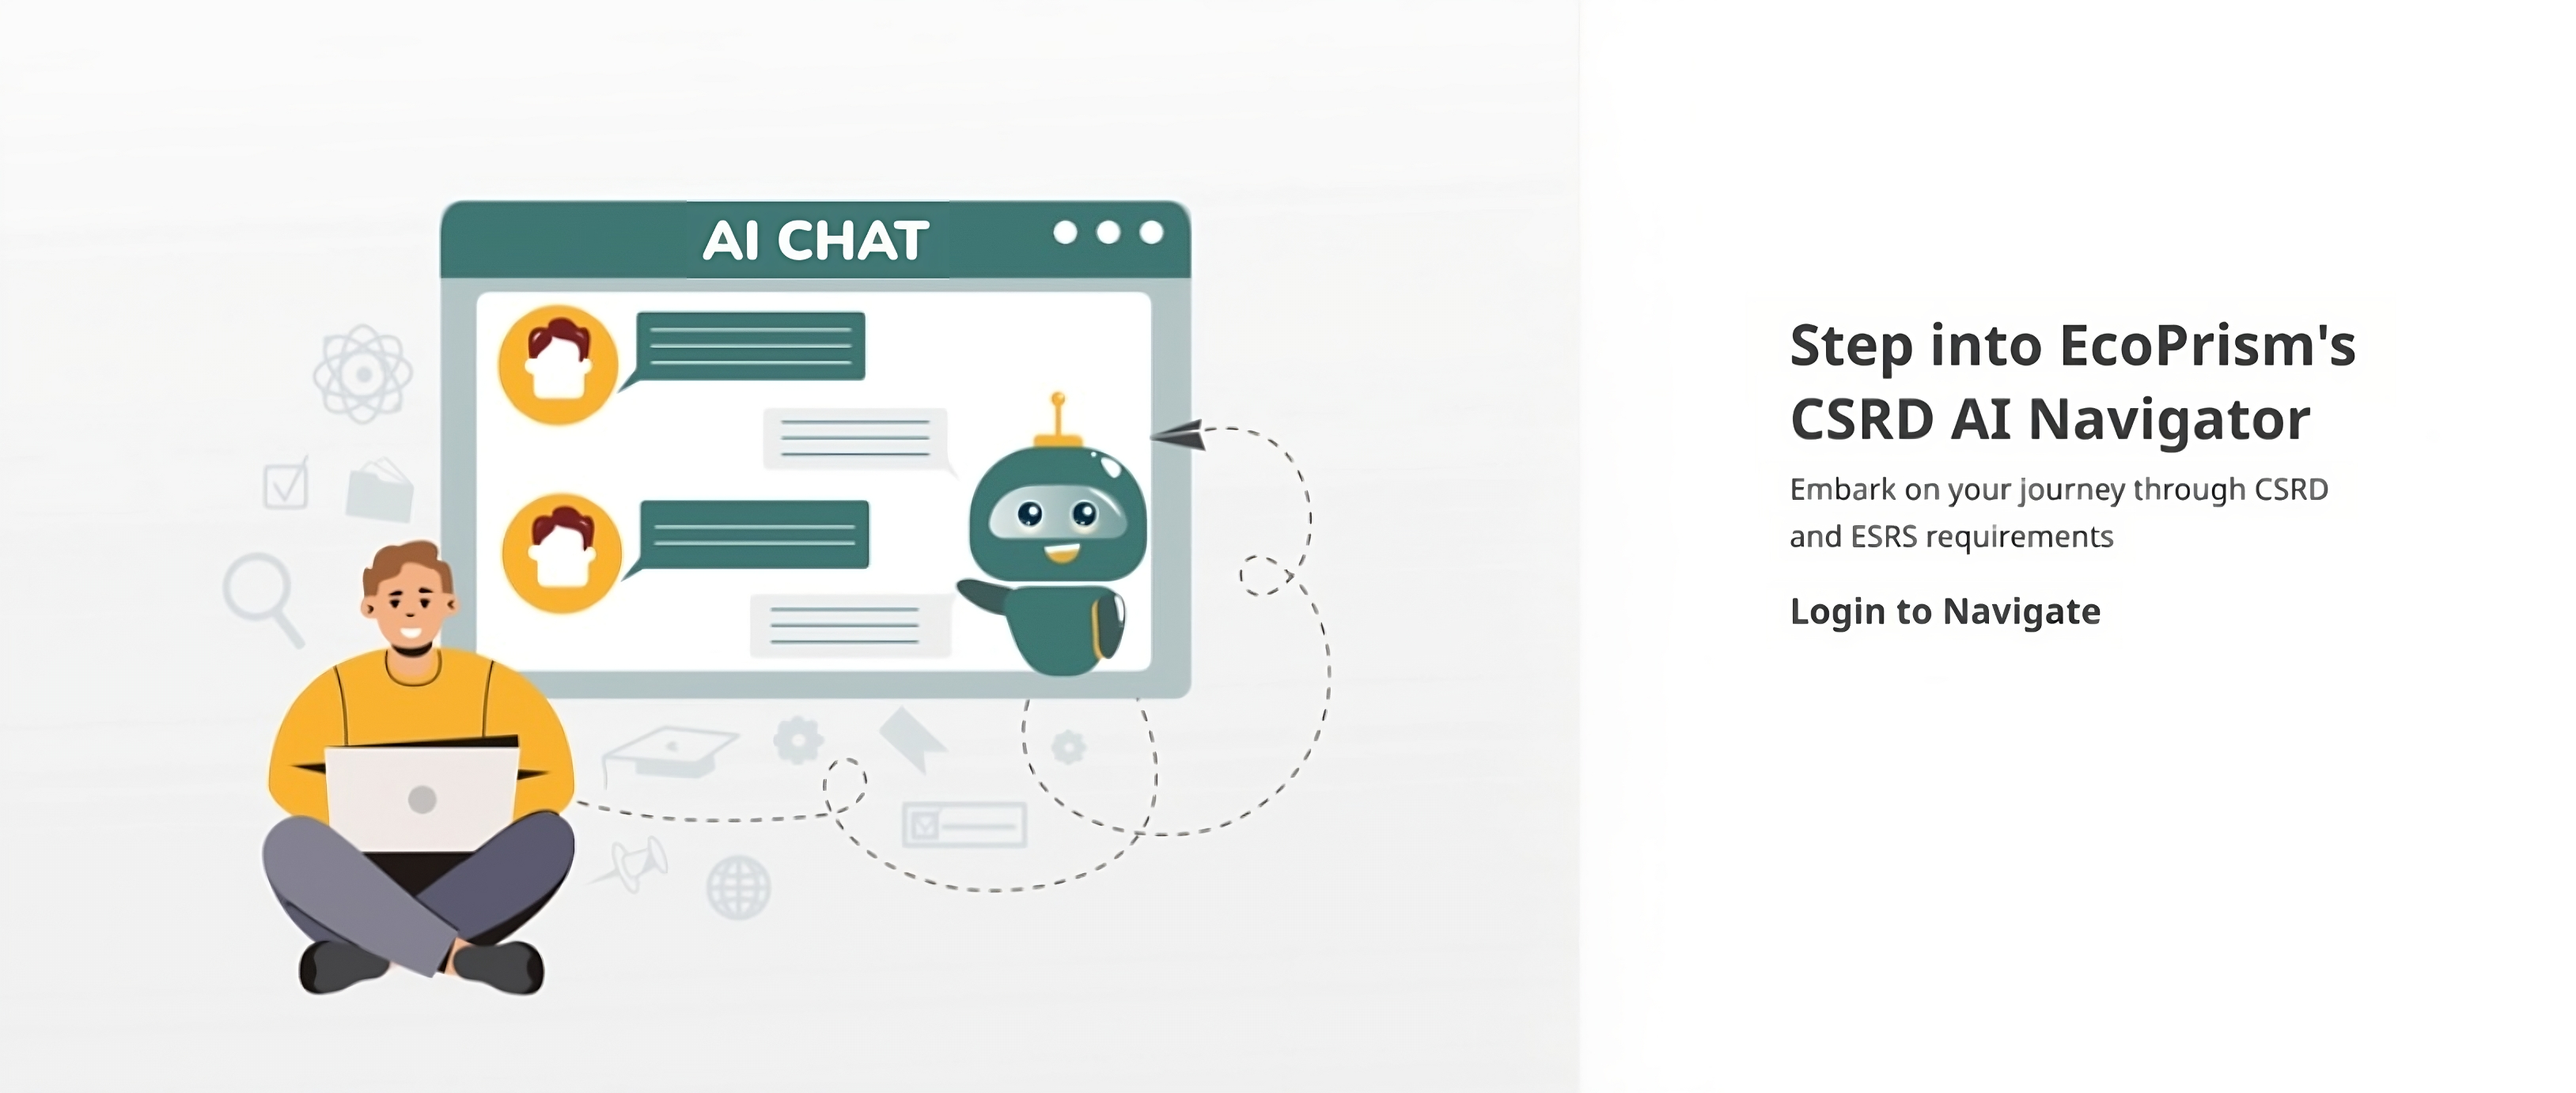 AI CHAT
Step into EcoPrism's
CSRD AI Navigator
Embark on your journey through CSRD
and ESRS requirements
Login to Navigate